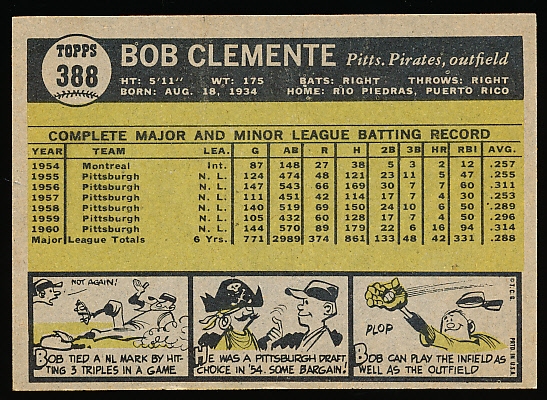 TOPPS
388
BOB CLEMENTE Pitts. Pirates, outfield
HT: 5'11" WT: 175 BATS: RIGHT THROWS: RIGHT
BORN: AUG. 18, 1934 HOME: RIO PIEDRAS, PUERTO RICO
COMPLETE MAJOR AND MINOR LEAGUE BATTING RECORD
YEAR TEAM LEA. G AB R H 2B 3B HR RBI AVG.
1954 Montreal Int. 87 148 27 38 5 3 2 12 .257
1955 Pittsburgh N. L. 124 474 48 121 23 11 5 47 .255
1956 Pittsburgh N. L. 147 543 66 169 30 7 7 60 .311
1957 Pittsburgh N. L. 111 451 42 114 17 7 4 30 .253
1958 Pittsburgh N. L. 140 519 69 150 24 10 6 50 .289
1959 Pittsburgh N. L. 105 432 60 128 17 7 4 50 .296
1960 Pittsburgh N. L. 144 570 89 179 22 6 16 94 .314
Major League Totals 6 Yrs. 771 2989 374 861 133 48 42 331 .288
NOT AGAIN!
BOB TIED A NL MARK BY HIT-
TING 3 TRIPLES IN A GAME
HE WAS A PITTSBURGH DRAFT
CHOICE IN '54. SOME BARGAIN!
PLOP
BOB CAN PLAY THE INFIELD AS
WELL AS THE OUTFIELD
© T.C.G. PRTD. IN U.S.A.